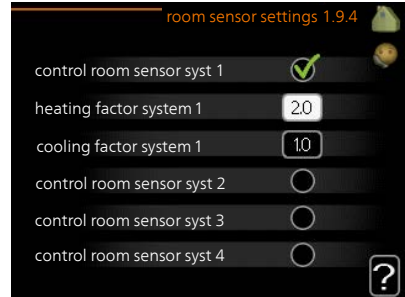 room sensor settings 1.9.4
control room sensor syst 1
heating factor system 1 2.0
cooling factor system 1 1.0
control room sensor syst 2
control room sensor syst 3
control room sensor syst 4
?